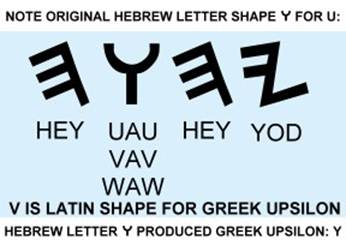 NOTE ORIGINAL HEBREW LETTER SHAPE Y FOR U:
𐤄𐤅𐤄𐤉
HEY UAU HEY YOD
VAV
WAW
V IS LATIN SHAPE FOR GREEK UPSILON
HEBREW LETTER Y PRODUCED GREEK UPSILON: Y